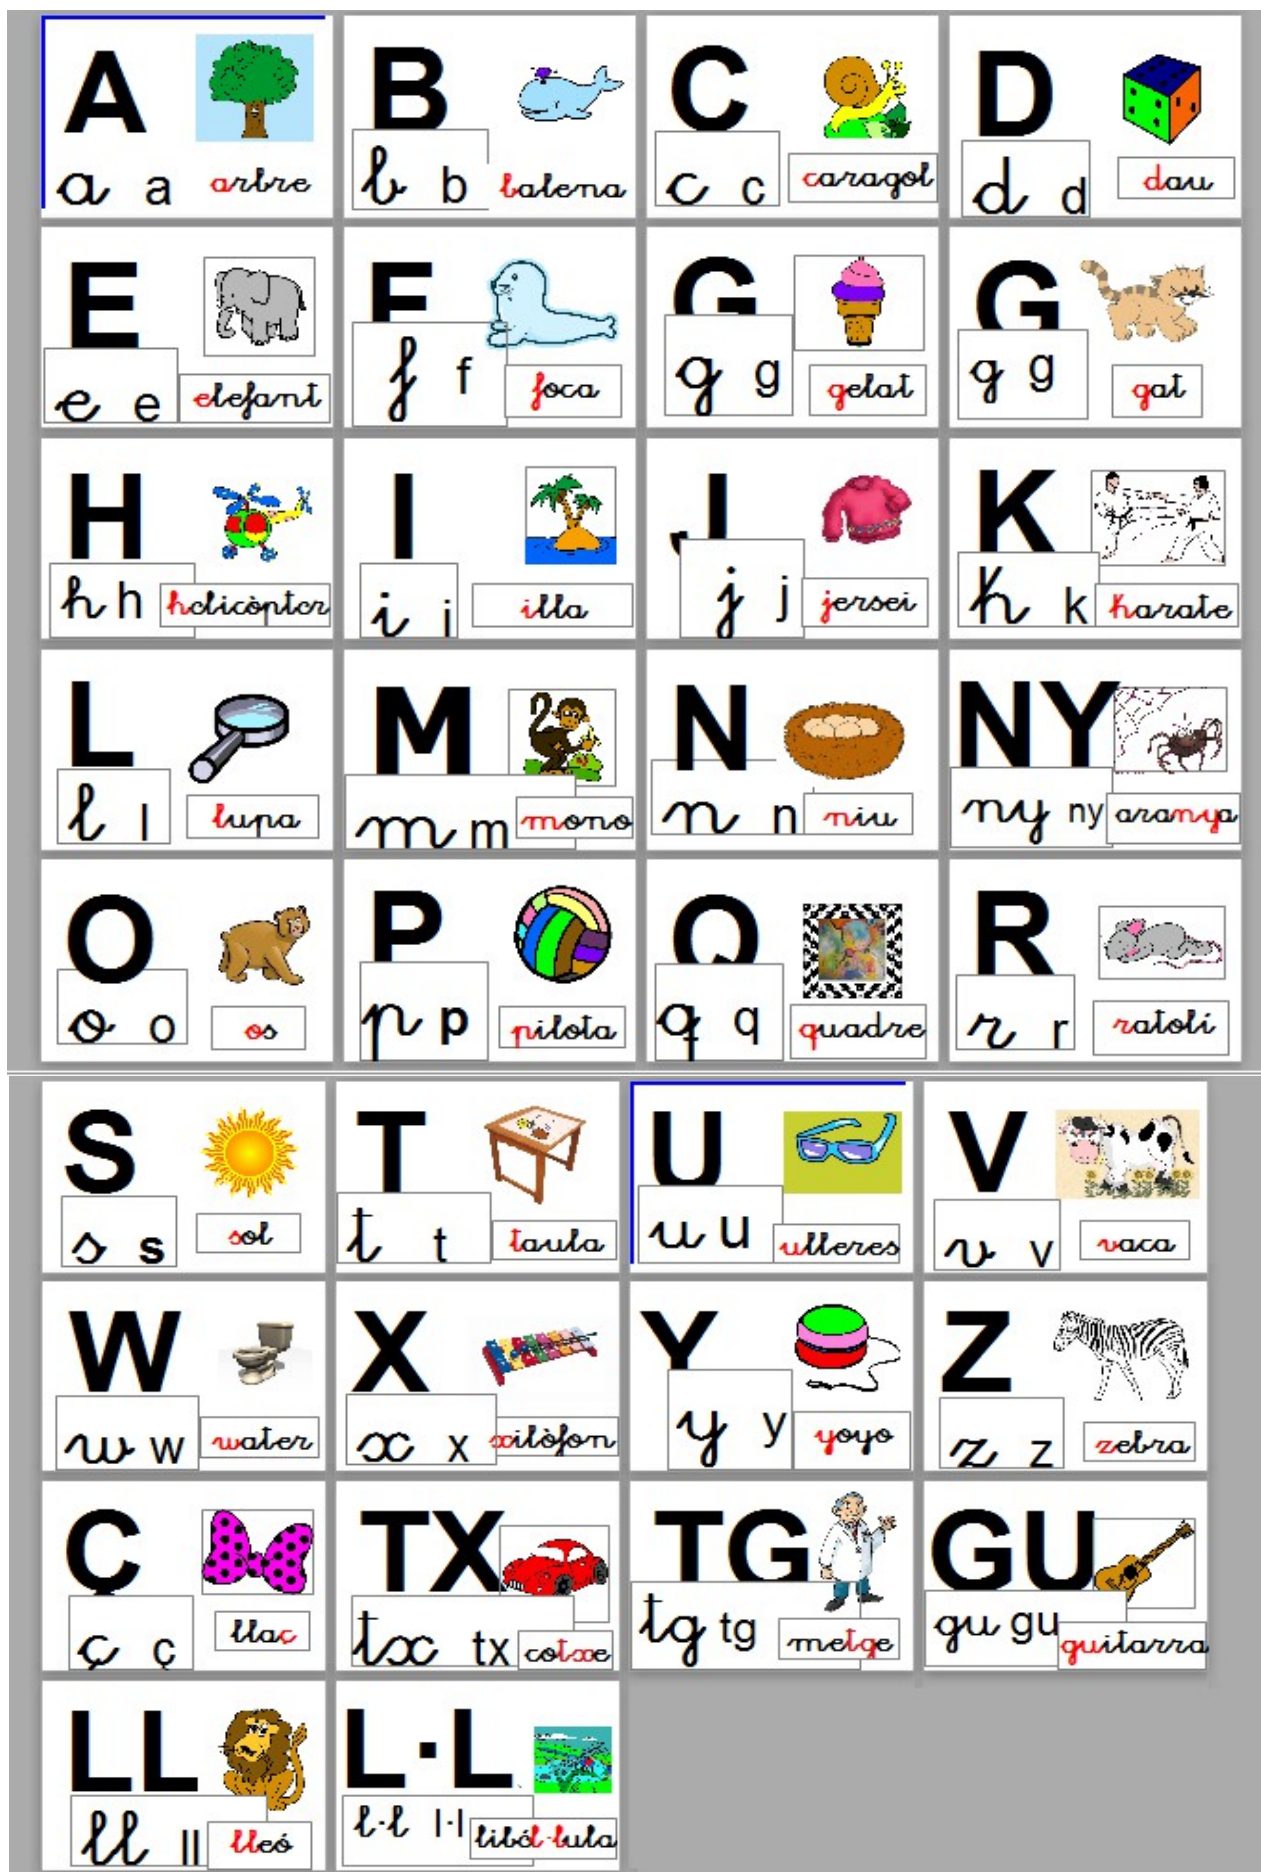 A
a a arbre
B
b b balena
C
c c caragol
D
d d dau
E
e e elefant
F
f f foca
G
g g gelat
G
g g gat
H
h h helicòpter
I
i i illa
J
j j jersei
K
k k karate
L
l l lupa
M
m m mono
N
n n niu
NY
ny ny aranya
O
o o os
P
p p pilota
Q
q q quadre
R
r r ratolí
S
s s sol
T
t t taula
U
u u ulleres
V
v v vaca
W
w w water
X
x x xilòfon
Y
y y yoyo
Z
z z zebra
Ç
ç ç llaç
TX
tx tx cotxe
TG
tg tg metge
GU
gu gu guitarra
LL
ll ll lleó
L·L
l·l l·l libél·lula